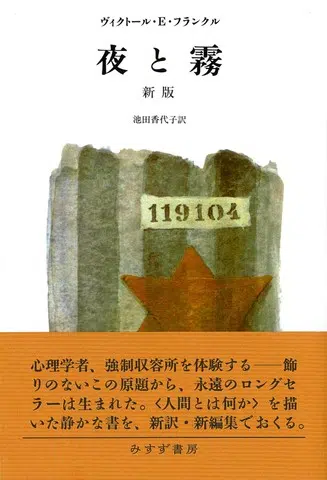 ヴィクトール・E・フランクル
夜と霧
新版
池田香代子訳
119104
心理学者、強制収容所を体験する——飾
りのないこの原題から、永遠のロングセ
ラーは生まれた。〈人間とは何か〉を描
いた静かな書を、新訳・新編集でおくる。
みすず書房